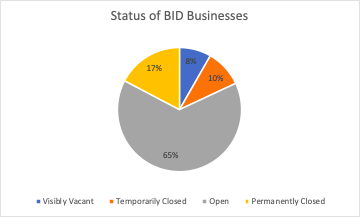 Status of BID Businesses
8%
10%
17%
65%
Visibly Vacant Temporarily Closed Open Permanently Closed